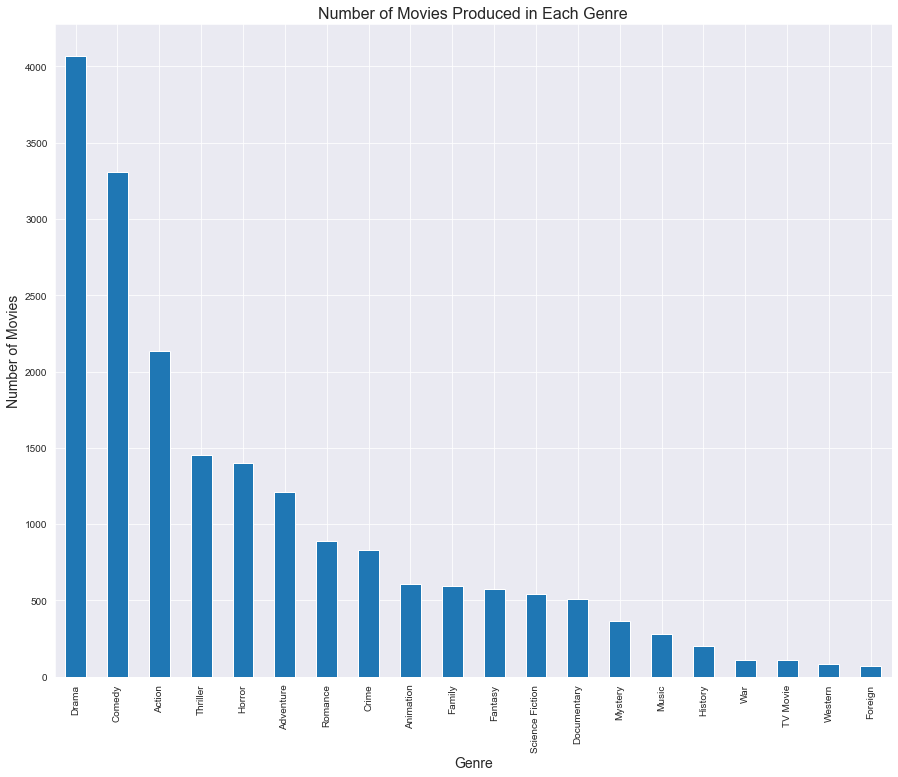 Number of Movies Produced in Each Genre
Number of Movies
4000
3500
3000
2500
2000
1500
1000
500
0
Drama
Comedy
Action
Thriller
Horror
Adventure
Romance
Crime
Animation
Family
Fantasy
Science Fiction
Documentary
Mystery
Music
History
War
TV Movie
Western
Foreign
Genre